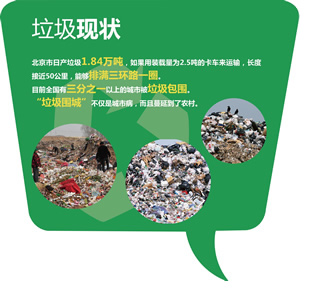 垃圾现状
北京市日产垃圾1.84万吨，如果用装载量为2.5吨的卡车来运输，长度
接近50公里，能够排满三环路一圈.
目前全国有三分之一以上的城市被垃圾包围.
“垃圾围城”不仅是城市病，而且蔓延到了农村。